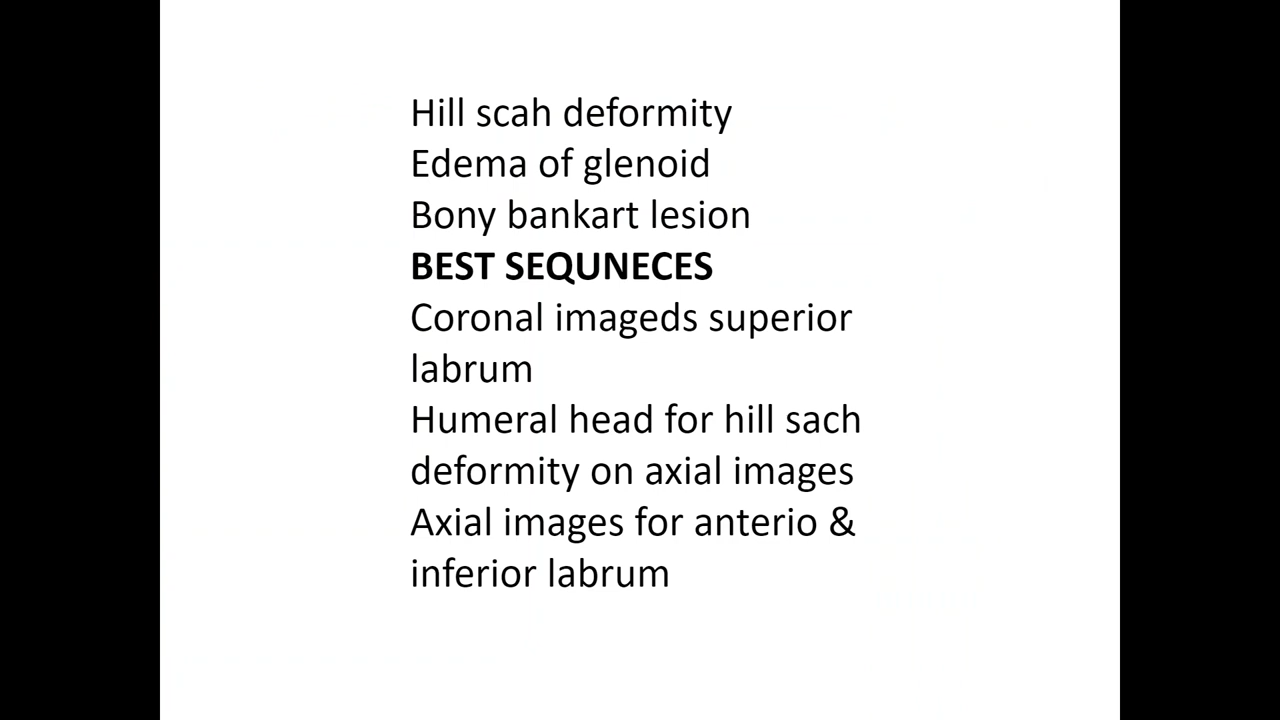 Hill scah deformity
Edema of glenoid
Bony bankart lesion
BEST SEQUNECES
Coronal imageds superior
labrum
Humeral head for hill sach
deformity on axial images
Axial images for anterio &
inferior labrum